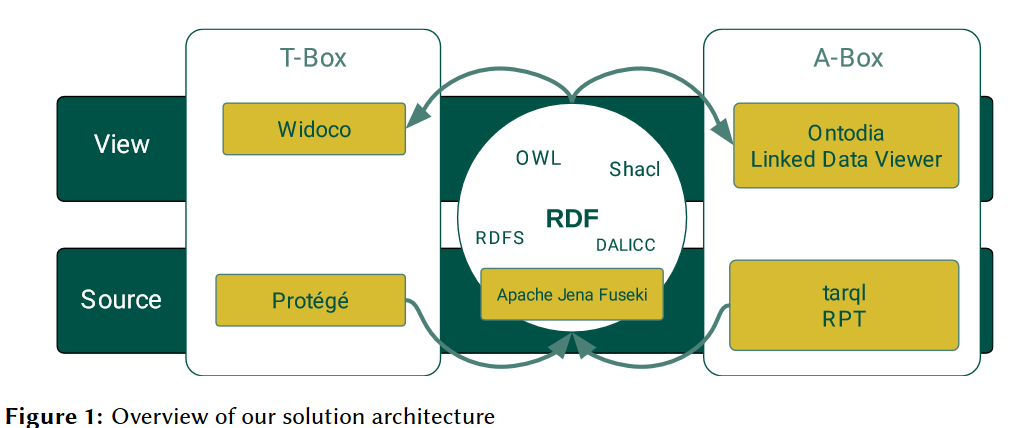 T-Box
A-Box
View
Widoco
Ontodia
Linked Data Viewer
OWL
Shacl
RDF
RDFS
DALICC
Source
Protégé
Apache Jena Fuseki
tarql
RPT
Figure 1: Overview of our solution architecture